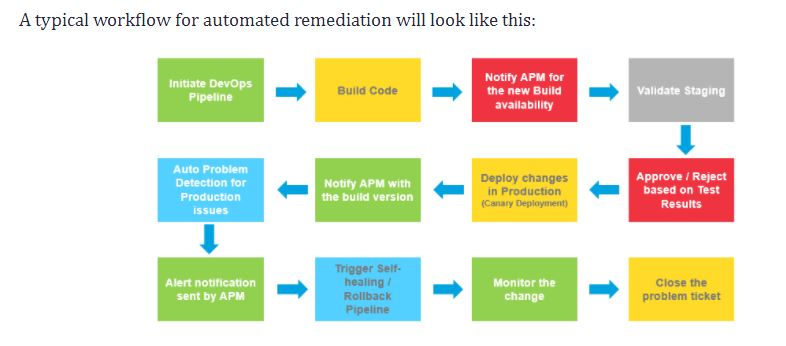 A typical workflow for automated remediation will look like this:
Initiate DevOps
Pipeline
Build Code
Notify APM for
the new Build
availability
Validate Staging
Auto Problem
Detection for
Production
issues
Notify APM with
the build version
Deploy changes
in Production
(Canary Deployment)
Approve / Reject
based on Test
Results
Alert notification
sent by APM
Trigger Self-
healing /
Rollback
Pipeline
Monitor the
change
Close the
problem ticket